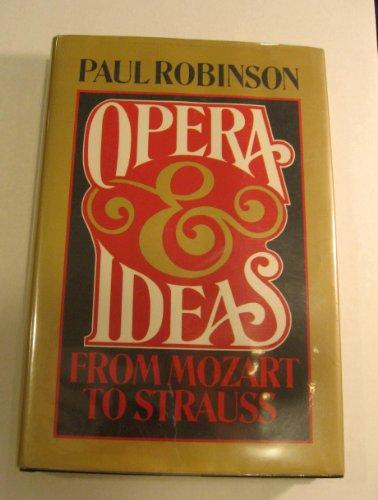 PAUL ROBINSON
OPERA
&
IDEAS
FROM MOZART
TO STRAUSS